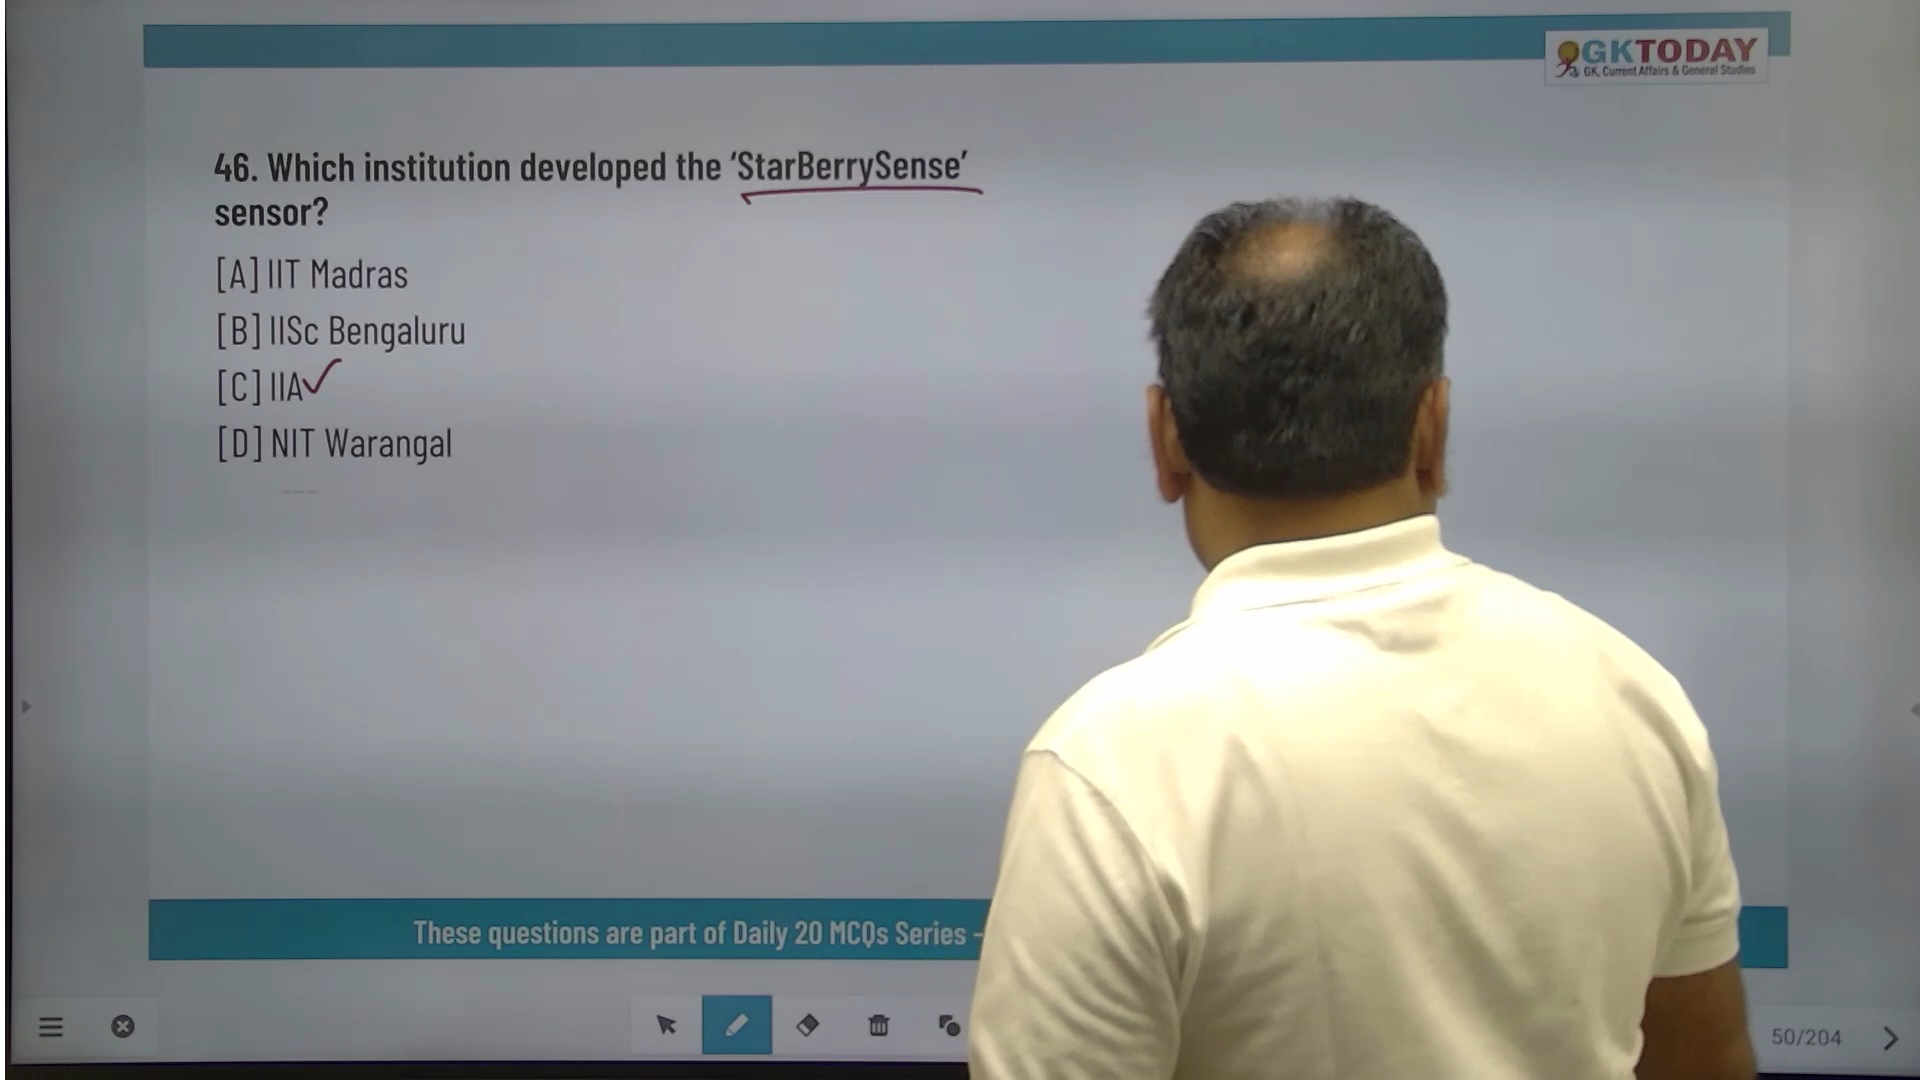 GKTODAY
GK, Current Affairs & General Studies
46. Which institution developed the ‘StarBerrySense’
sensor?
[A] IIT Madras
[B] IISc Bengaluru
[C] IIA
[D] NIT Warangal
These questions are part of Daily 20 MCQs Series -
50/204